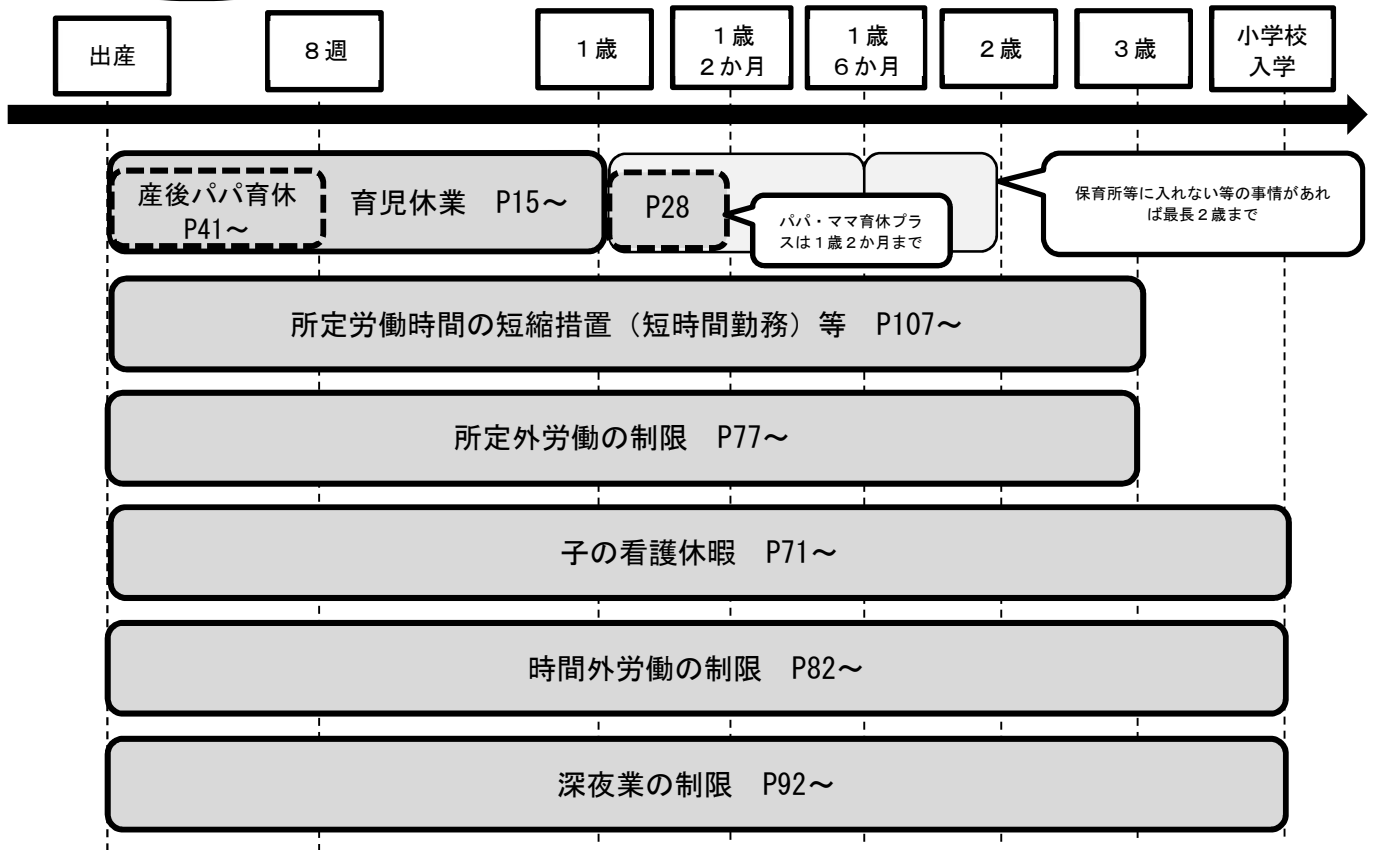 出産
８週
１歳
１歳
２か月
１歳
６か月
２歳
３歳
小学校
入学
産後パパ育休
P41～
育児休業　P15～
P28
パパ・ママ育休プラ
スは１歳２か月まで
保育所等に入れない等の事情があれ
ば最長２歳まで
所定労働時間の短縮措置（短時間勤務）等　P107～
所定外労働の制限　P77～
子の看護休暇　P71～
時間外労働の制限　P82～
深夜業の制限　P92～